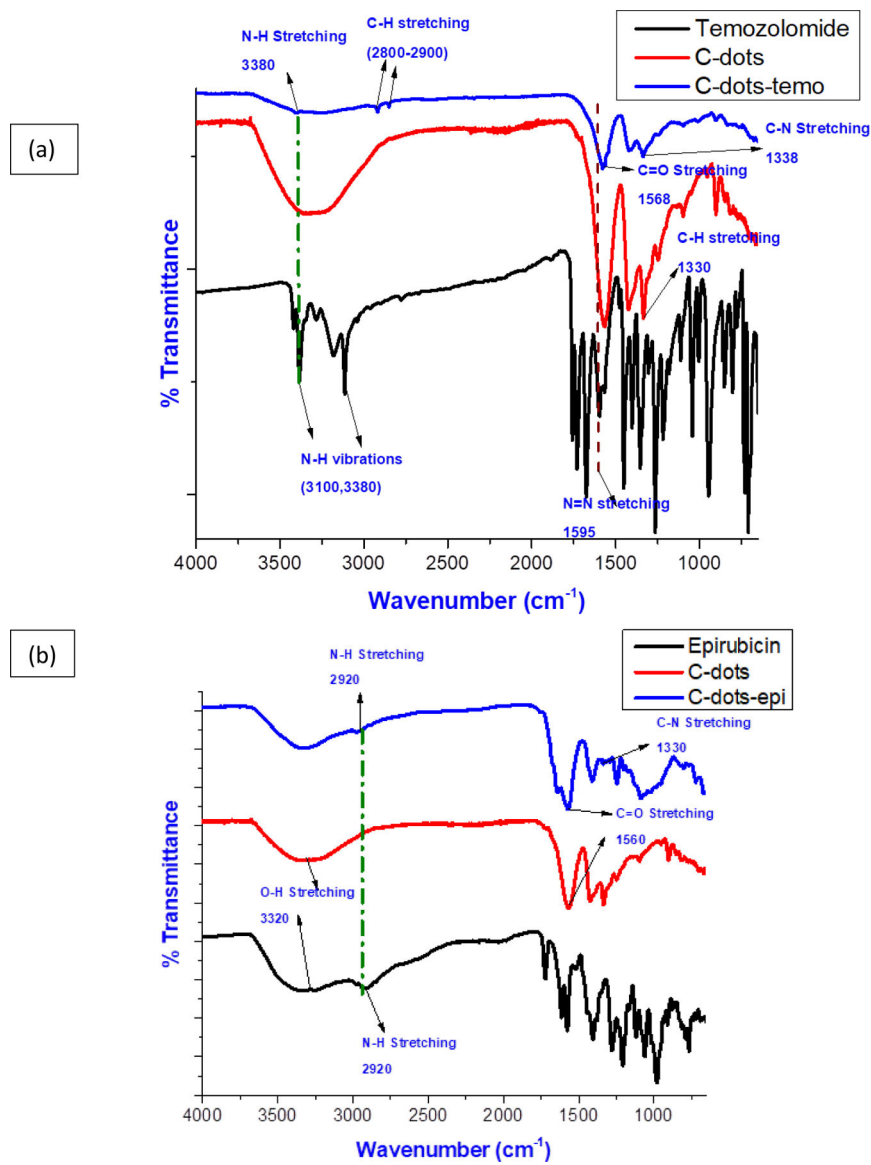 (a)
N-H Stretching
3380
C-H stretching
(2800-2900)
Temozolomide
C-dots
C-dots-temo
C-N Stretching
1338
C=O Stretching
1568
C-H stretching
1330
N-H vibrations
(3100,3380)
N=N stretching
1595
% Transmittance
4000 3500 3000 2500 2000 1500 1000
Wavenumber (cm⁻¹)
(b)
N-H Stretching
2920
Epirubicin
C-dots
C-dots-epi
C-N Stretching
1330
C=O Stretching
1560
O-H Stretching
3320
N-H Stretching
2920
% Transmittance
4000 3500 3000 2500 2000 1500 1000
Wavenumber (cm⁻¹)